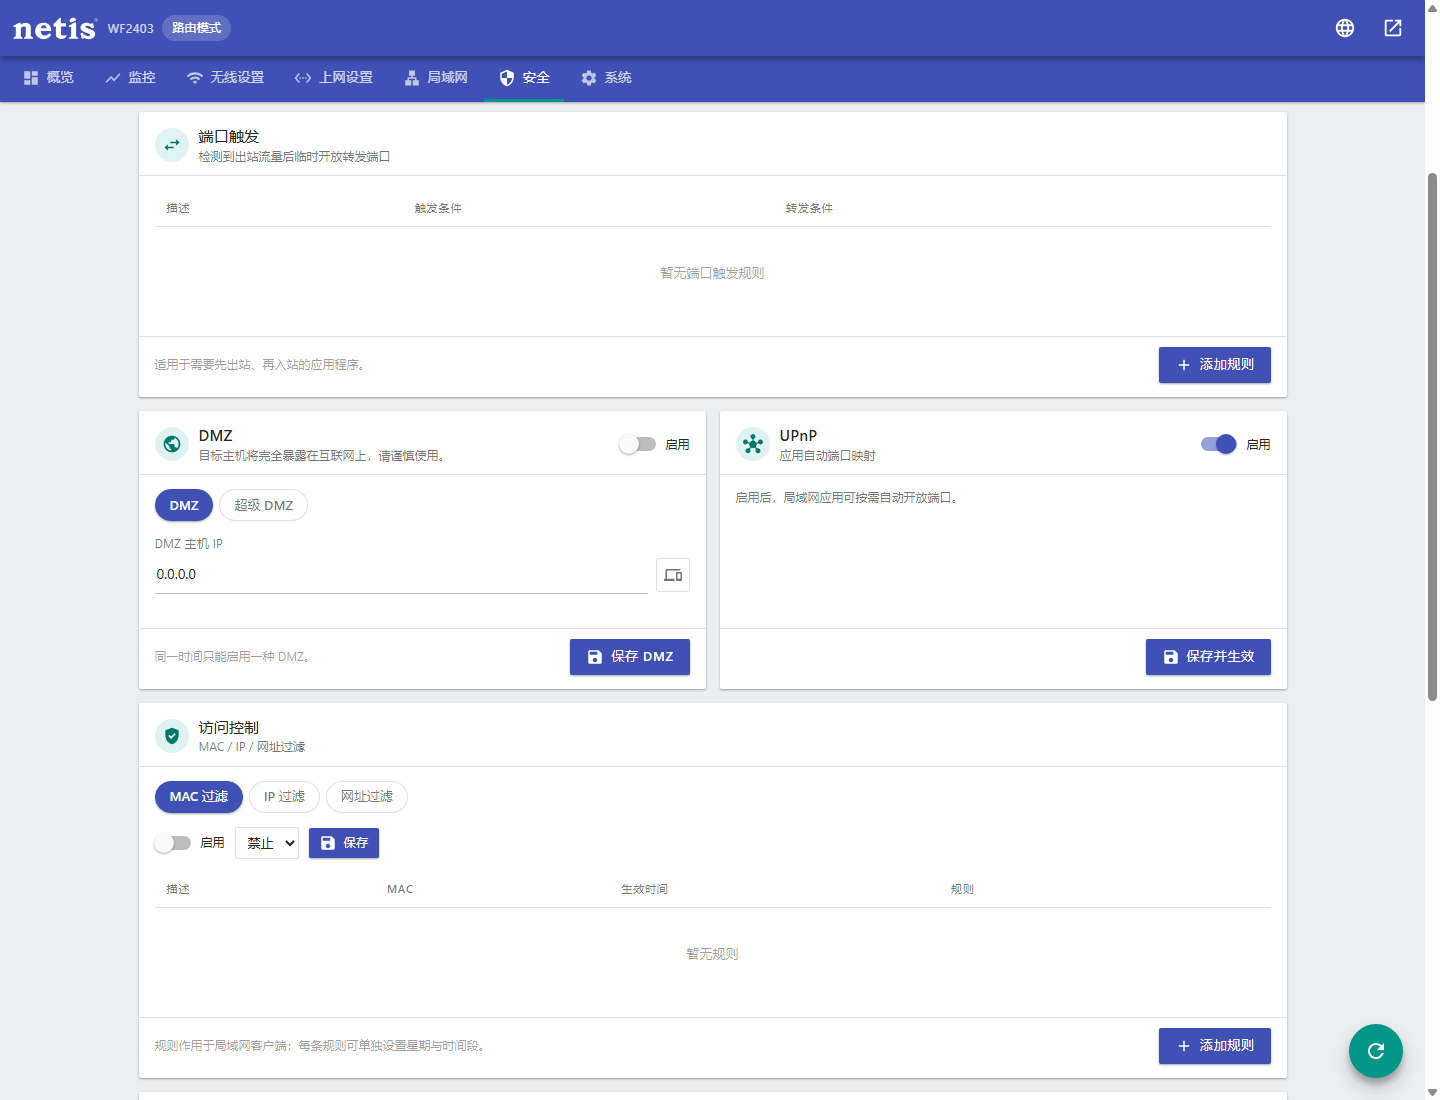 netis WF2403 路由模式
概览 监控 无线设置 上网设置 局域网 安全 系统
端口触发
检测到出站流量后临时开放转发端口
描述 触发条件 转发条件
暂无端口触发规则
适用于需要先出站、再入站的应用程序。 添加规则
DMZ
目标主机将完全暴露在互联网上，请谨慎使用。
启用
DMZ 超级 DMZ
DMZ 主机 IP
0.0.0.0
同一时间只能启用一种 DMZ。 保存 DMZ
UPnP
应用自动端口映射
启用
启用后，局域网应用可按需自动开放端口。
保存并生效
访问控制
MAC / IP / 网址过滤
MAC 过滤 IP 过滤 网址过滤
启用 禁止 保存
描述 MAC 生效时间 规则
暂无规则
规则作用于局域网客户端；每条规则可单独设置星期与时间段。 添加规则